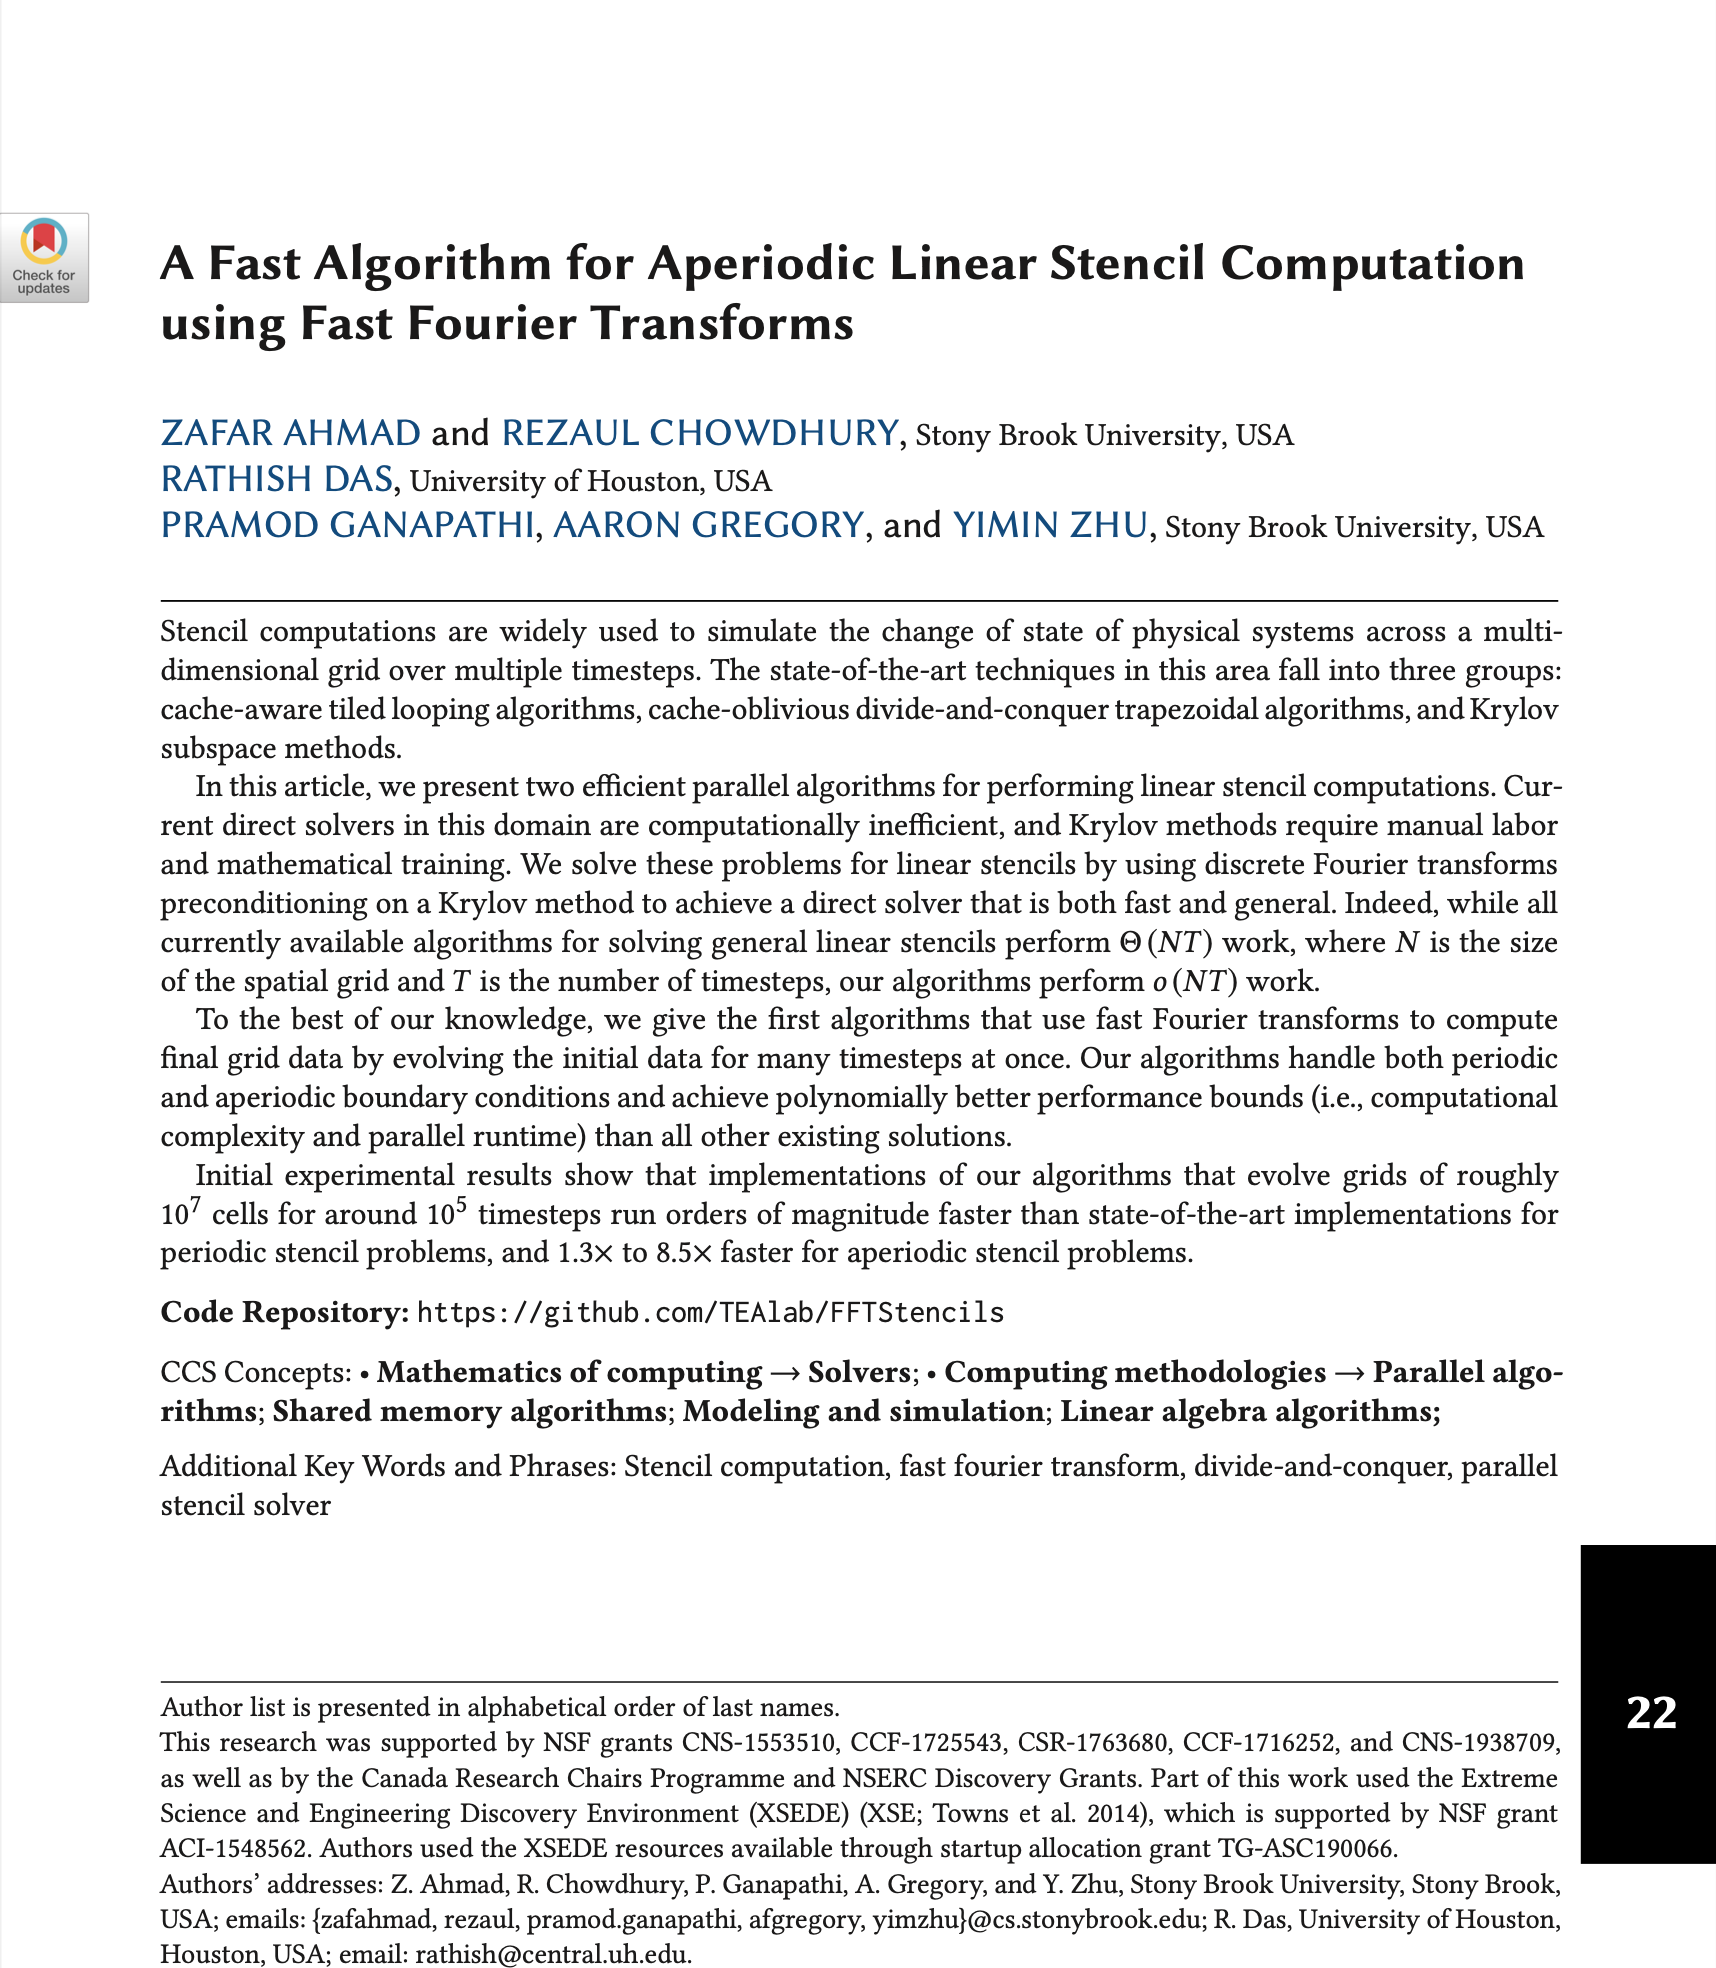 Check for
updates
A Fast Algorithm for Aperiodic Linear Stencil Computation
using Fast Fourier Transforms
ZAFAR AHMAD and REZAUL CHOWDHURY, Stony Brook University, USA
RATHISH DAS, University of Houston, USA
PRAMOD GANAPATHI, AARON GREGORY, and YIMIN ZHU, Stony Brook University, USA
Stencil computations are widely used to simulate the change of state of physical systems across a multi-
dimensional grid over multiple timesteps. The state-of-the-art techniques in this area fall into three groups:
cache-aware tiled looping algorithms, cache-oblivious divide-and-conquer trapezoidal algorithms, and Krylov
subspace methods.
In this article, we present two efficient parallel algorithms for performing linear stencil computations. Cur-
rent direct solvers in this domain are computationally inefficient, and Krylov methods require manual labor
and mathematical training. We solve these problems for linear stencils by using discrete Fourier transforms
preconditioning on a Krylov method to achieve a direct solver that is both fast and general. Indeed, while all
currently available algorithms for solving general linear stencils perform Θ(NT) work, where N is the size
of the spatial grid and T is the number of timesteps, our algorithms perform o(NT) work.
To the best of our knowledge, we give the first algorithms that use fast Fourier transforms to compute
final grid data by evolving the initial data for many timesteps at once. Our algorithms handle both periodic
and aperiodic boundary conditions and achieve polynomially better performance bounds (i.e., computational
complexity and parallel runtime) than all other existing solutions.
Initial experimental results show that implementations of our algorithms that evolve grids of roughly
10⁷ cells for around 10⁵ timesteps run orders of magnitude faster than state-of-the-art implementations for
periodic stencil problems, and 1.3× to 8.5× faster for aperiodic stencil problems.
Code Repository: https://github.com/TEAlab/FFTStencils
CCS Concepts: • Mathematics of computing → Solvers; • Computing methodologies → Parallel algo-
rithms; Shared memory algorithms; Modeling and simulation; Linear algebra algorithms;
Additional Key Words and Phrases: Stencil computation, fast fourier transform, divide-and-conquer, parallel
stencil solver
22
Author list is presented in alphabetical order of last names.
This research was supported by NSF grants CNS-1553510, CCF-1725543, CSR-1763680, CCF-1716252, and CNS-1938709,
as well as by the Canada Research Chairs Programme and NSERC Discovery Grants. Part of this work used the Extreme
Science and Engineering Discovery Environment (XSEDE) (XSE; Towns et al. 2014), which is supported by NSF grant
ACI-1548562. Authors used the XSEDE resources available through startup allocation grant TG-ASC190066.
Authors' addresses: Z. Ahmad, R. Chowdhury, P. Ganapathi, A. Gregory, and Y. Zhu, Stony Brook University, Stony Brook,
USA; emails: {zafahmad, rezaul, pramod.ganapathi, afgregory, yimzhu}@cs.stonybrook.edu; R. Das, University of Houston,
Houston, USA; email: rathish@central.uh.edu.